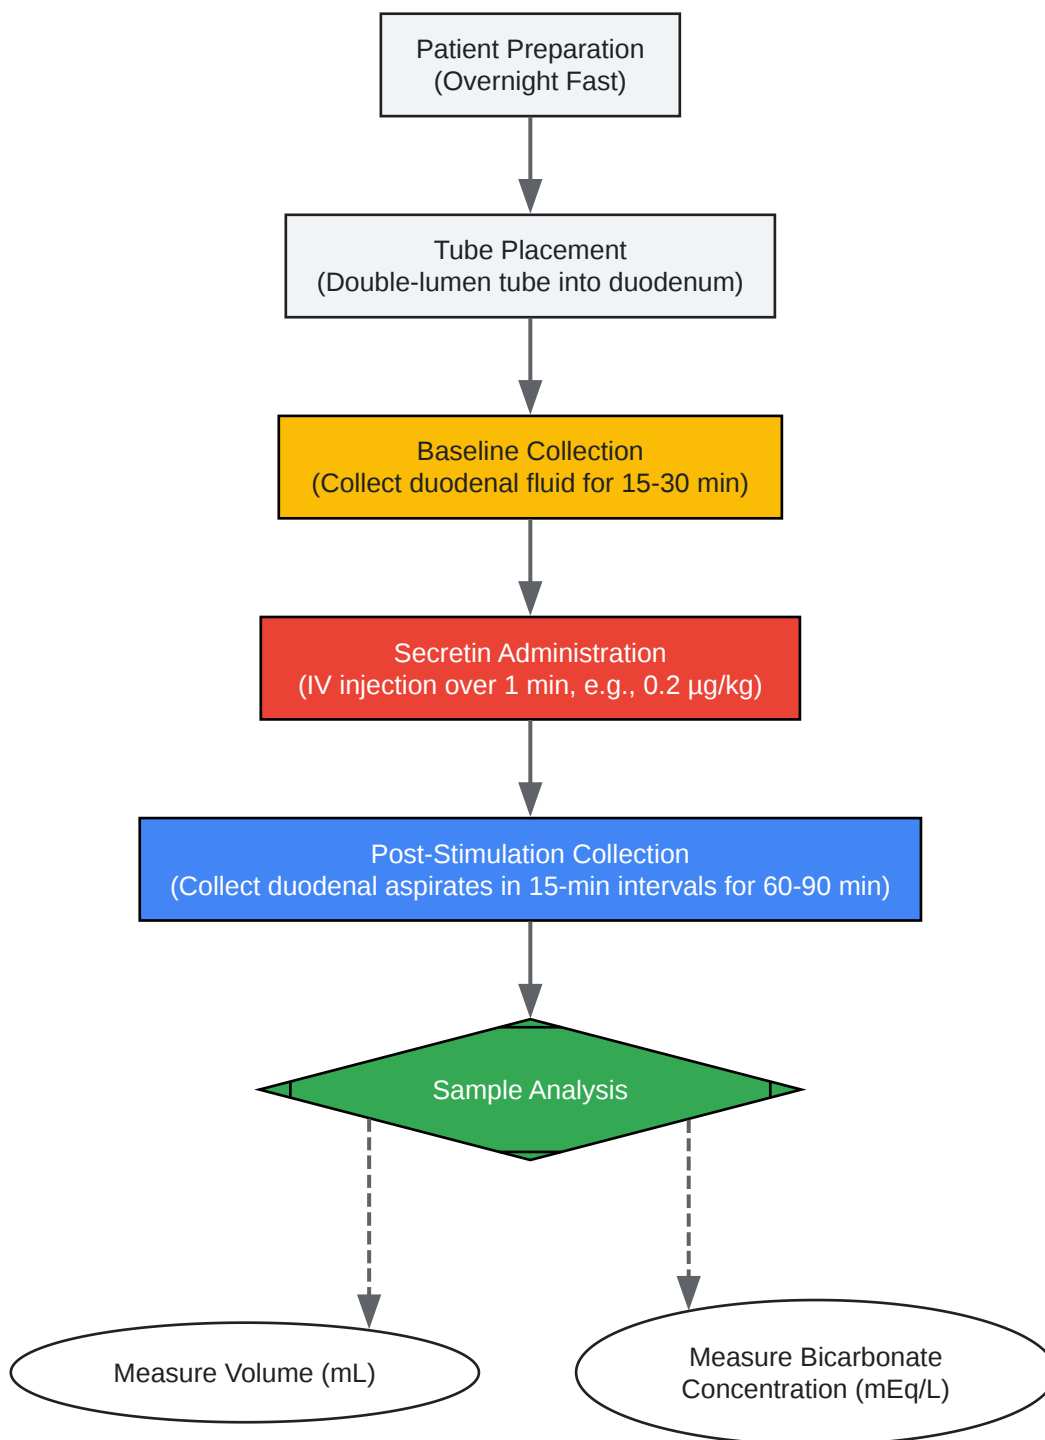 Patient Preparation
(Overnight Fast)
Tube Placement
(Double-lumen tube into duodenum)
Baseline Collection
(Collect duodenal fluid for 15-30 min)
Secretin Administration
(IV injection over 1 min, e.g., 0.2 µg/kg)
Post-Stimulation Collection
(Collect duodenal aspirates in 15-min intervals for 60-90 min)
Sample Analysis
Measure Volume (mL)
Measure Bicarbonate
Concentration (mEq/L)